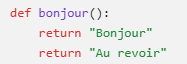 def bonjour():
    return "Bonjour"
    return "Au revoir"